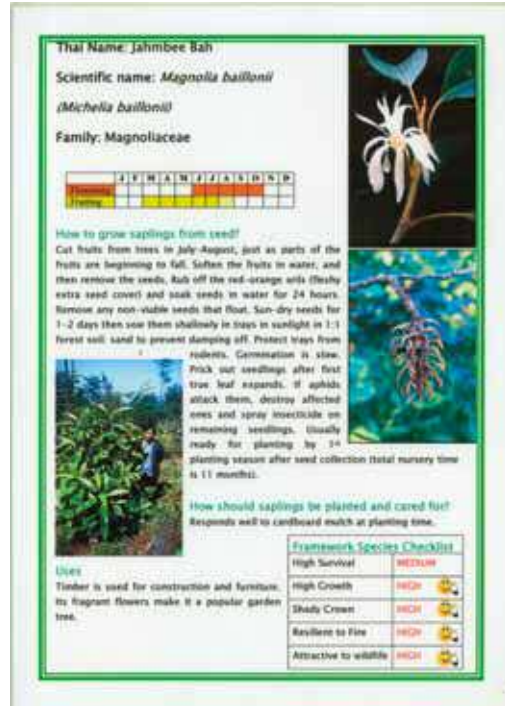 Thai Name: Jahmbee Bah
Scientific name: Magnolia baillonii
(Michelia baillonii)
Family: Magnoliaceae
J F M A M J J A S O N D
Flowering
Fruiting
How to grow saplings from seed?
Cut fruits from trees in July-August, just as parts of the
fruits are beginning to fall. Soften the fruits in water, and
then remove the seeds. Rub off the red-orange arils (fleshy
extra seed cover) and soak seeds in water for 24 hours.
Remove any non-viable seeds that float. Sun-dry seeds for
1-2 days then sow them shallowly in trays in sunlight in 1:1
forest soil: sand to prevent damping off. Protect trays from
rodents. Germination is slow.
Prick out seedlings after first
true leaf expands. If aphids
attack them, destroy affected
ones and spray insecticide on
remaining seedlings. Usually
ready for planting by
planting season after seed collection (total nursery time
is 11 months).
How should saplings be planted and cared for?
Responds well to cardboard mulch at planting time.
Uses
Timber is used for construction and furniture.
Its fragrant flowers make it a popular garden
tree.
Framework Species Checklist
High Survival MEDIUM
High Growth HIGH
Shady Crown HIGH
Resilient to Fire HIGH
Attractive to wildlife HIGH